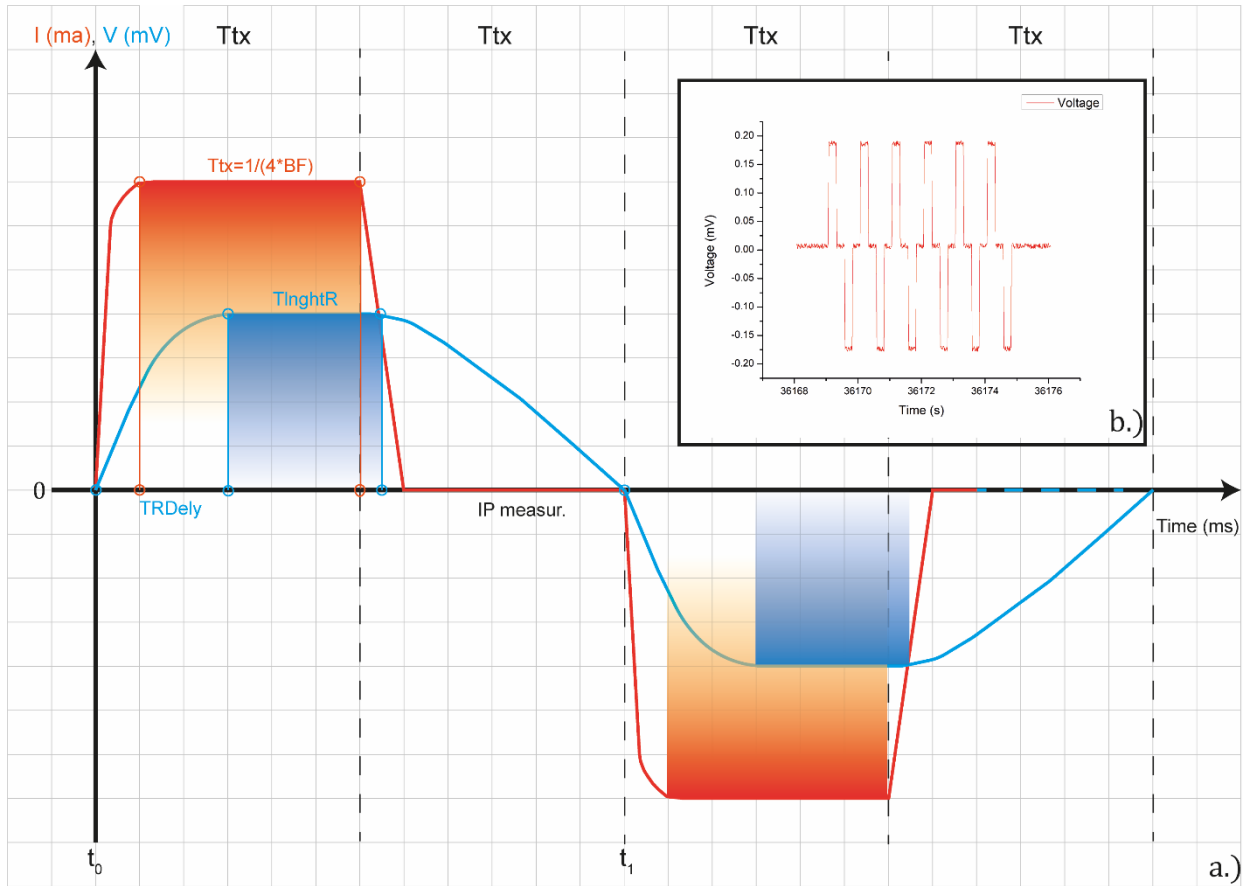 I (ma), V (mV)
Ttx
Ttx
Ttx
Ttx
Ttx=1/(4*BF)
TlnghtR
0
TRDely
IP measur.
Time (ms)
t0
t1
a.)
Voltage
0.20
0.15
0.10
0.05
0.00
-0.05
-0.10
-0.15
-0.20
Voltage (mV)
36168
36170
36172
36174
36176
Time (s)
b.)